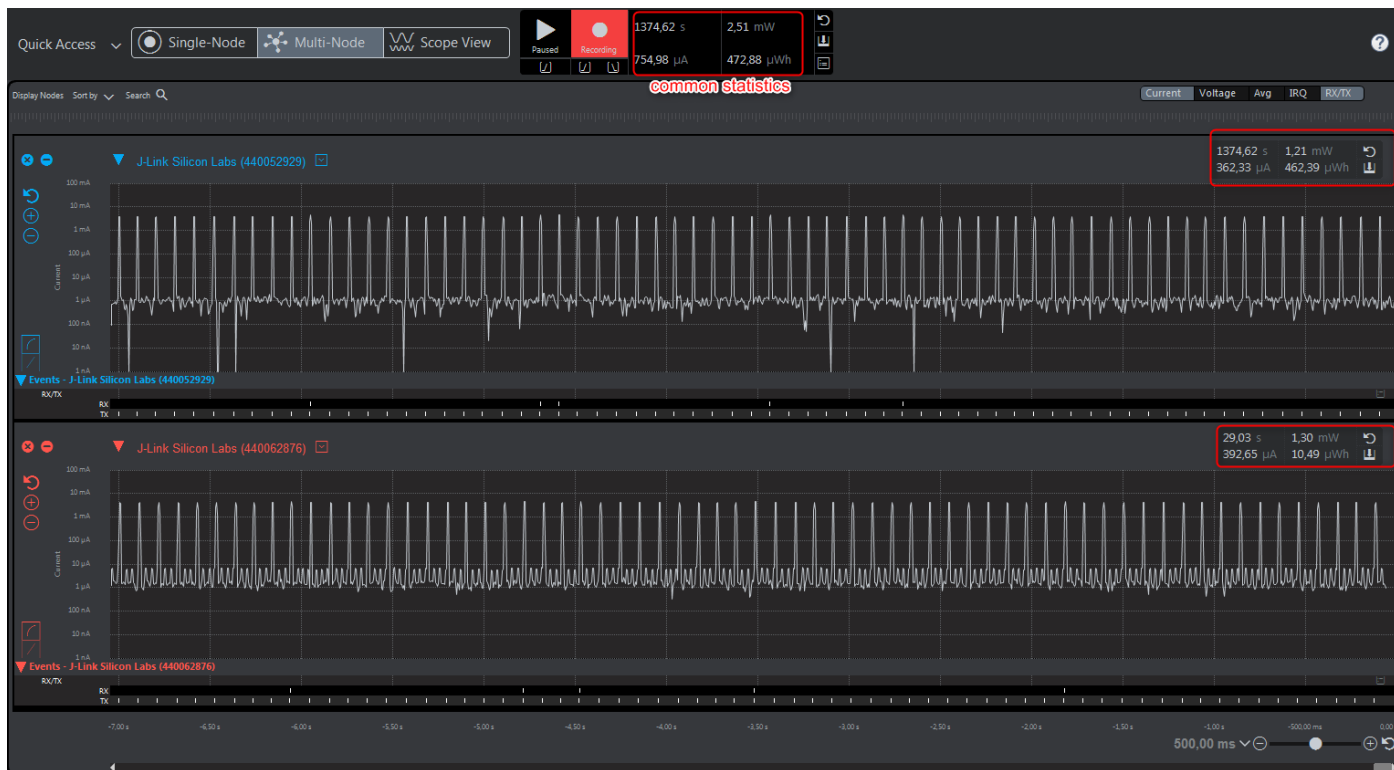 Quick Access Single-Node Multi-Node Scope View
Paused Recording
1374,62 s 2,51 mW
754,98 µA 472,88 µWh
common statistics
Display Nodes Sort by Search
Current Voltage Avg IRQ RX/TX
J-Link Silicon Labs (440052929)
1374,62 s 1,21 mW
362,33 µA 462,39 µWh
100 mA
10 mA
1 mA
100 µA
10 µA
1 µA
100 nA
10 nA
1 nA
Current
Events - J-Link Silicon Labs (440052929)
RX/TX
RX
TX
J-Link Silicon Labs (440062876)
29,03 s 1,30 mW
392,65 µA 10,49 µWh
100 mA
10 mA
1 mA
100 µA
10 µA
1 µA
100 nA
10 nA
1 nA
Current
Events - J-Link Silicon Labs (440062876)
RX/TX
RX
TX
-7,00 s -6,50 s -6,00 s -5,50 s -5,00 s -4,50 s -4,00 s -3,50 s -3,00 s -2,50 s -2,00 s -1,50 s -1,00 s -500,00 ms 0,00
500,00 ms